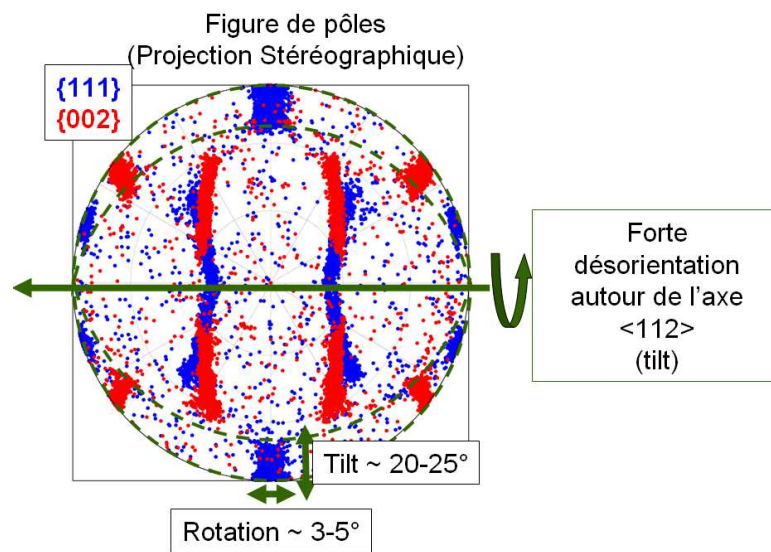 Figure de pôles
(Projection Stéréographique)
{111}
{002}
Forte
désorientation
autour de l'axe
<112>
(tilt)
Tilt ~ 20-25°
Rotation ~ 3-5°